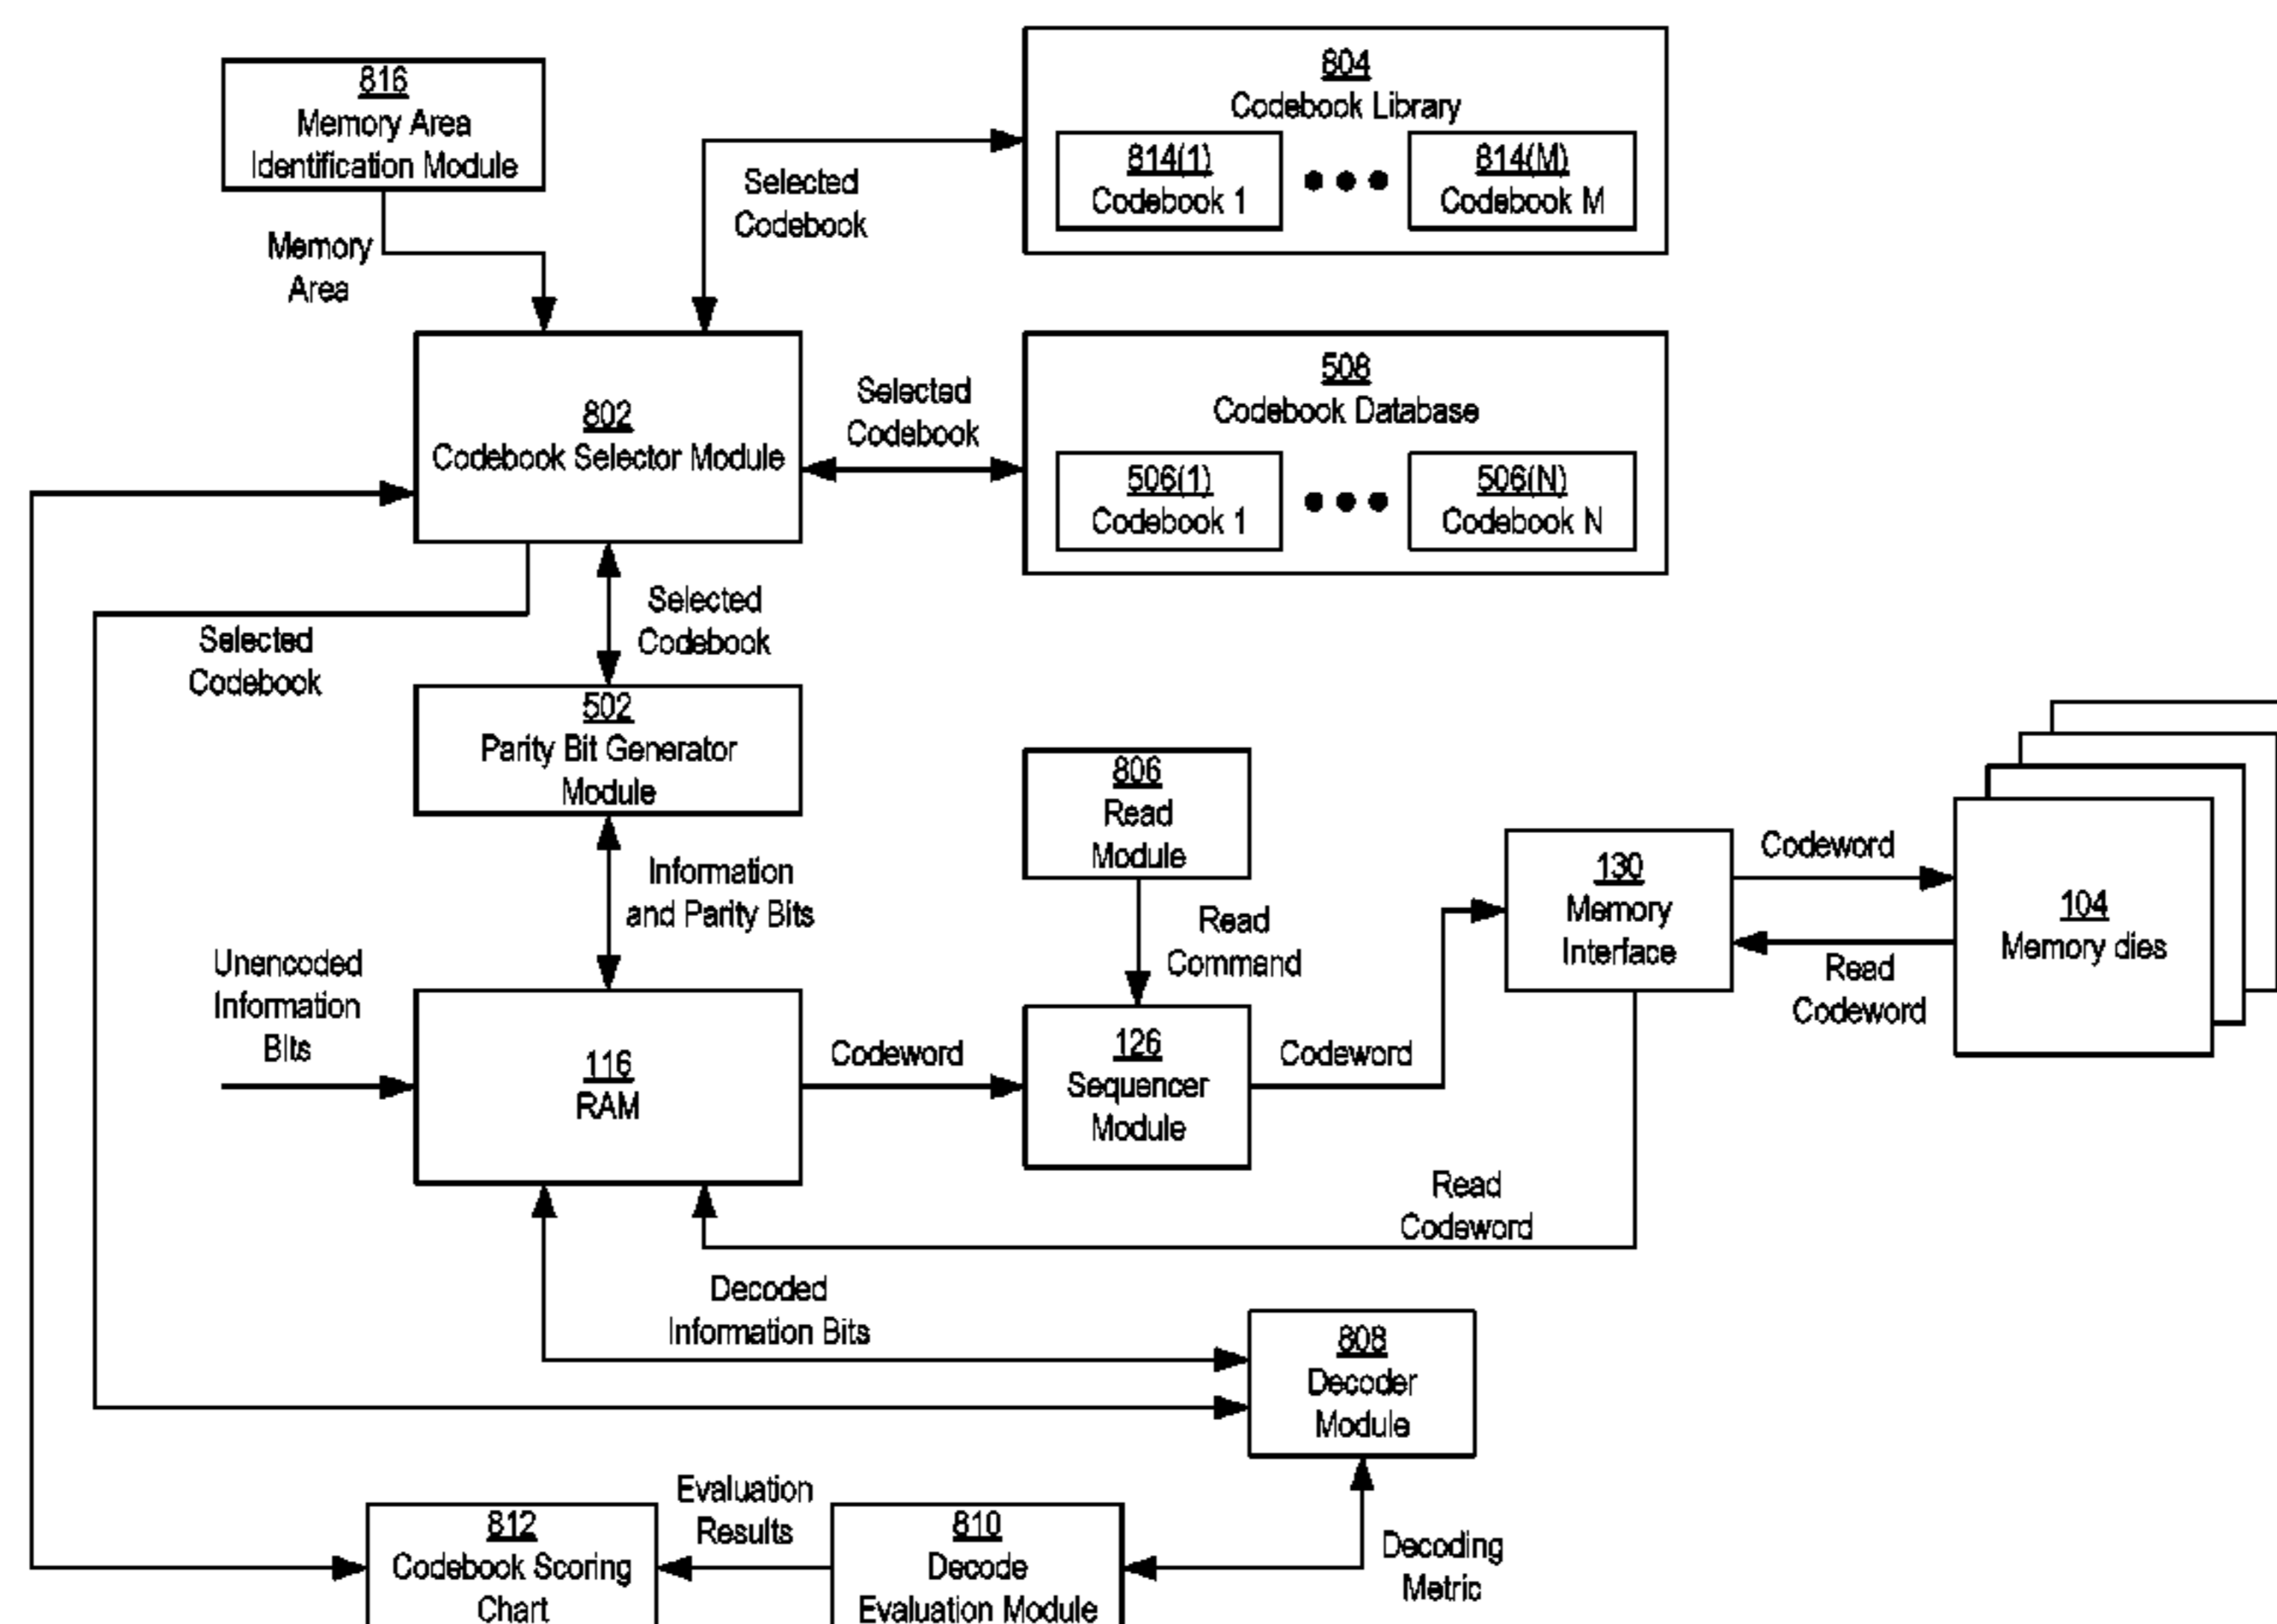 816
Memory Area
Identification Module
Memory
Area
804
Codebook Library
814(1)
Codebook 1
814(M)
Codebook M
Selected
Codebook
802
Codebook Selector Module
Selected
Codebook
508
Codebook Database
506(1)
Codebook 1
506(N)
Codebook N
Selected
Codebook
Selected
Codebook
502
Parity Bit Generator
Module
Information
and Parity Bits
806
Read
Module
Read
Command
130
Memory
Interface
Codeword
Read
Codeword
104
Memory dies
Unencoded
Information
Bits
116
RAM
Codeword
126
Sequencer
Module
Codeword
Read
Codeword
Decoded
Information Bits
808
Decoder
Module
812
Codebook Scoring
Chart
Evaluation
Results
810
Decode
Evaluation Module
Decoding
Metric